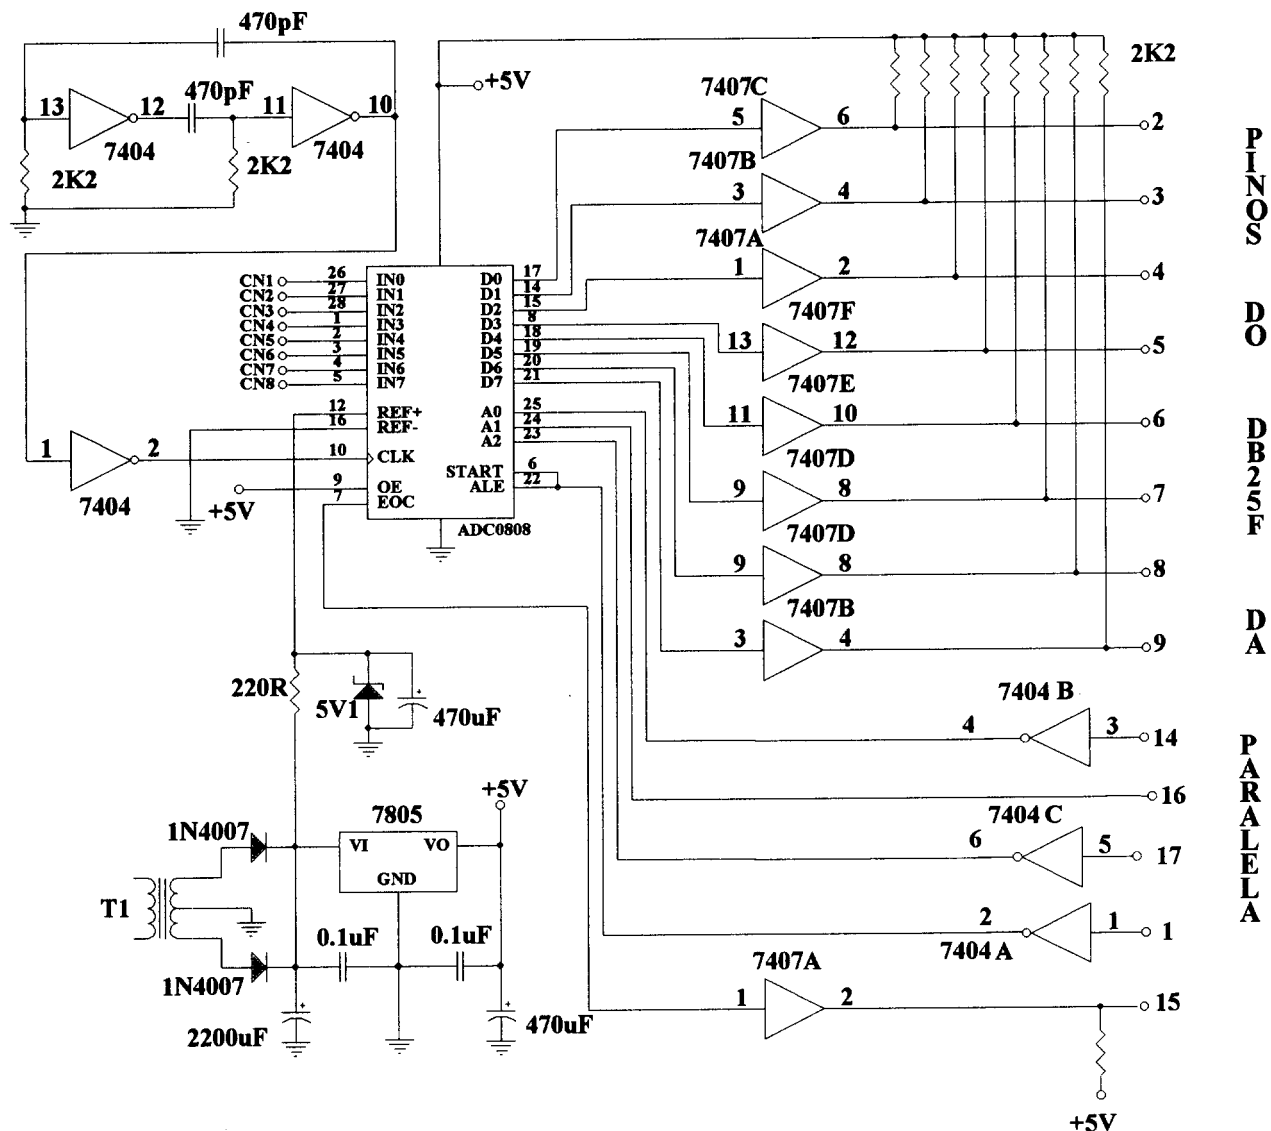 470pF
470pF
13
12
11
10
7404
7404
2K2
2K2
+5V
2K2
7407C
5
6
2
7407B
3
4
3
7407A
1
2
4
7407F
13
12
5
7407E
11
10
6
7407D
9
8
7
7407D
9
8
8
7407B
3
4
9
CN1
CN2
CN3
CN4
CN5
CN6
CN7
CN8
26
27
28
1
2
3
4
5
12
16
10
9
7
IN0
IN1
IN2
IN3
IN4
IN5
IN6
IN7
REF+
REF-
CLK
OE
EOC
D0
D1
D2
D3
D4
D5
D6
D7
A0
A1
A2
START
ALE
17
14
15
8
18
19
20
21
25
24
23
6
22
ADC0808
1
2
7404
+5V
220R
5V1
470uF
7404 B
4
3
14
16
7404 C
6
5
17
2
1
1
7404 A
7407A
1
2
15
+5V
+5V
7805
VI
VO
GND
1N4007
T1
1N4007
0.1uF
0.1uF
2200uF
470uF
PINOS DO DB25F DA PARALELA